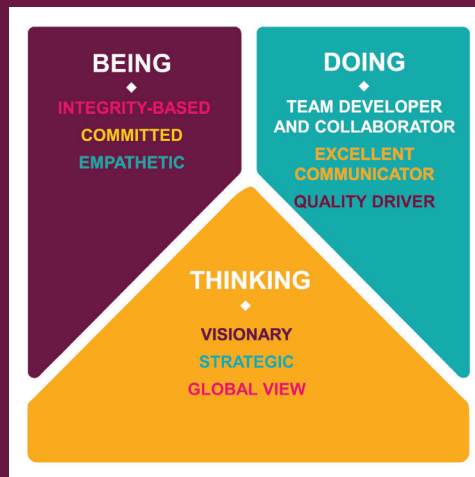 BEING
INTEGRITY-BASED
COMMITTED
EMPATHETIC
DOING
TEAM DEVELOPER
AND COLLABORATOR
EXCELLENT
COMMUNICATOR
QUALITY DRIVER
THINKING
VISIONARY
STRATEGIC
GLOBAL VIEW